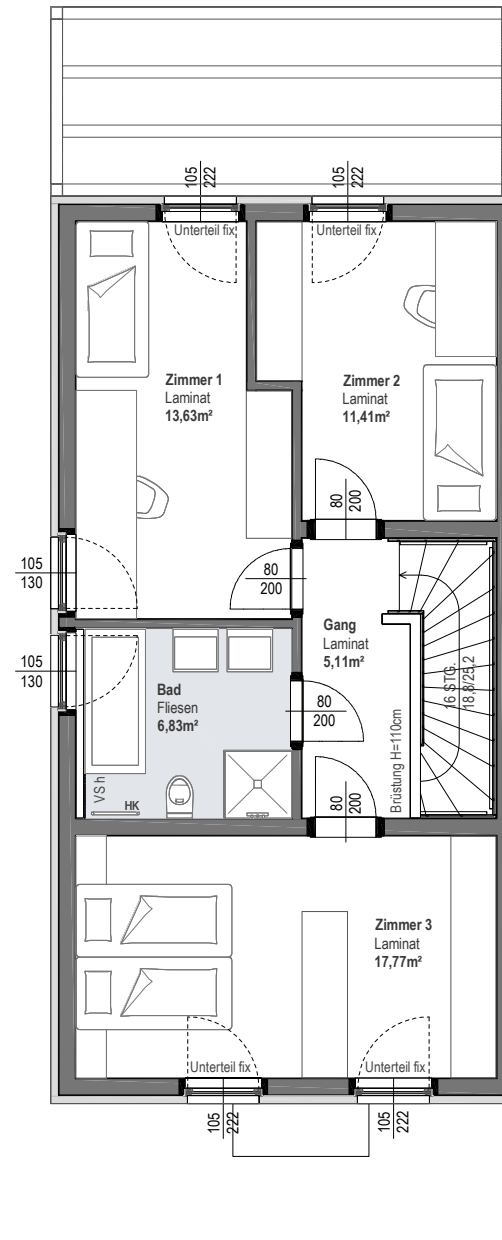 105
222
105
222
Unterteil fix
Unterteil fix
Zimmer 1
Laminat
13,63m²
Zimmer 2
Laminat
11,41m²
80
200
105
130
80
200
Gang
Laminat
5,11m²
105
130
Bad
Fliesen
6,83m²
80
200
16 STG.
18,8/25,2
Brüstung H=110cm
VS h
HK
80
200
Zimmer 3
Laminat
17,77m²
Unterteil fix
Unterteil fix
105
222
105
222